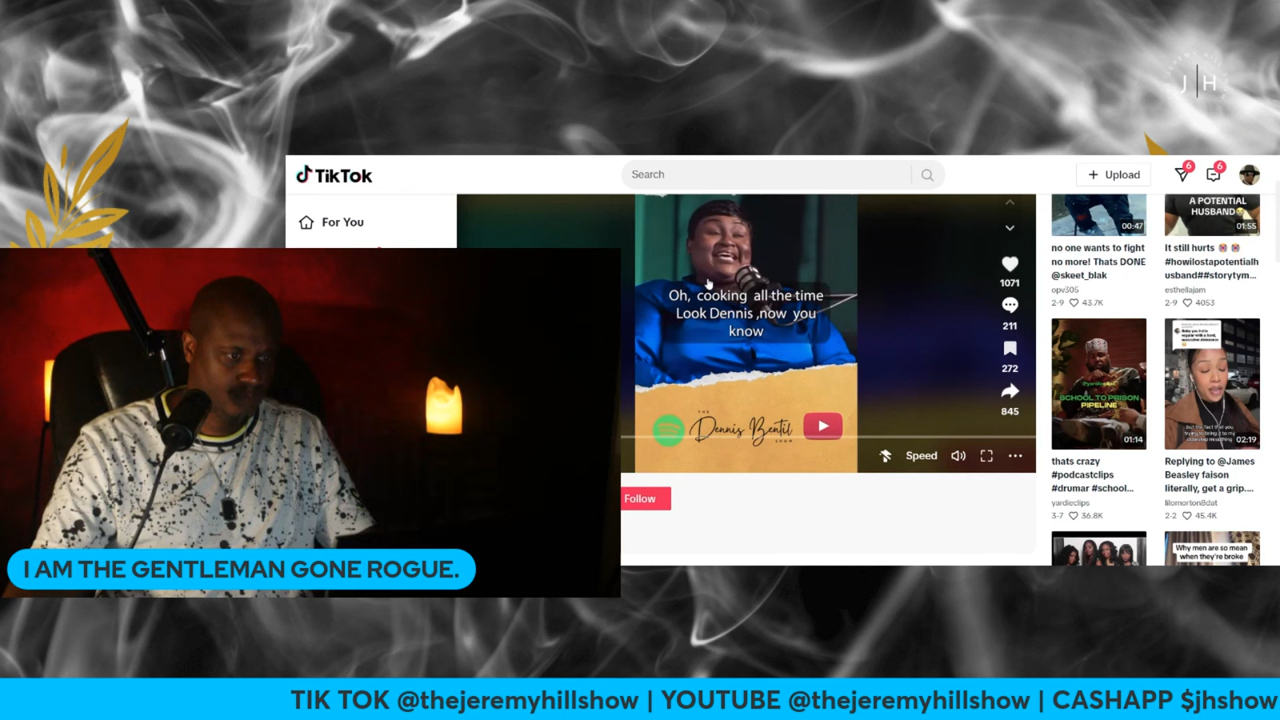 J | H
TikTok
Search
+ Upload
6
6
For You
Oh, cooking all the time
Look Dennis ,now you
know
THE
Dennis Bentil
SHOW
1071
211
272
845
Speed
Follow
00:47
no one wants to fight
no more! Thats DONE
@skeet_blak
opv305
2-9 43.7K
A POTENTIAL
HUSBAND
01:55
It still hurts
#howilostapotentialh
usband##storytym...
esthellajam
2-9 4053
SCHOOL TO PRISON
PIPELINE
01:14
thats crazy
#podcastclips
#drumar #school...
yardieclips
3-7 36.8K
02:19
Replying to @James
Beasley faison
literally, get a grip....
lilomorton8dat
2-2 45.4K
Why men are so mean
when they're broke
I AM THE GENTLEMAN GONE ROGUE.
TIK TOK @thejeremyhillshow | YOUTUBE @thejeremyhillshow | CASHAPP $jhshow